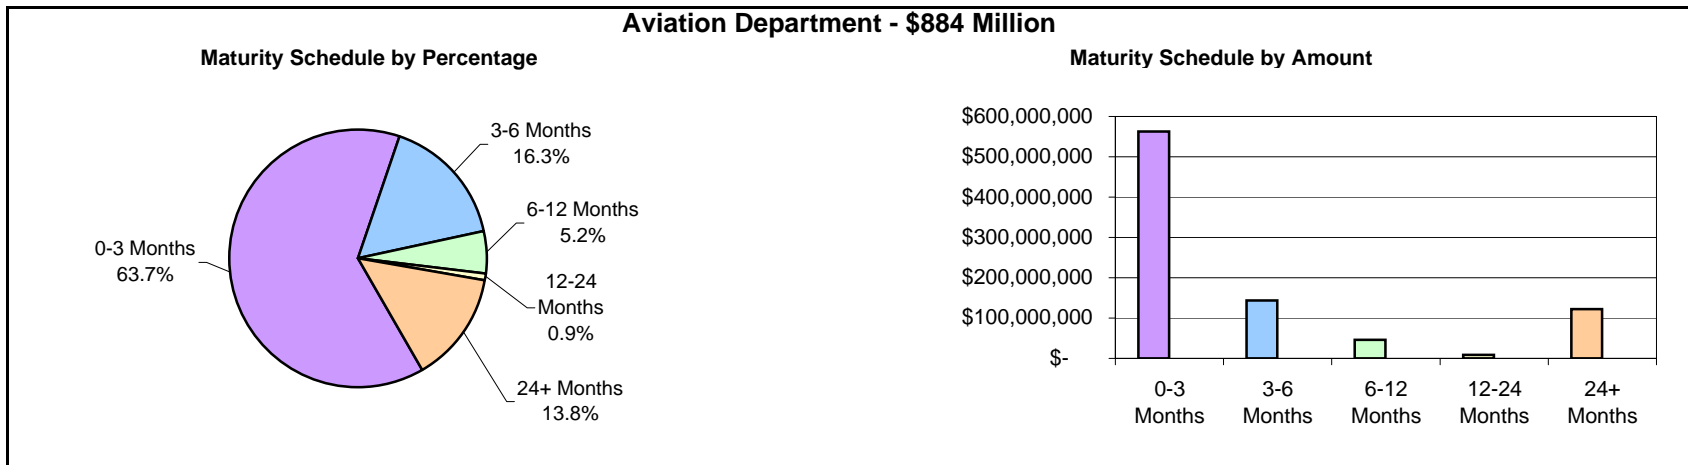 Aviation Department - $884 Million
Maturity Schedule by Percentage
3-6 Months
16.3%
6-12 Months
5.2%
0-3 Months
63.7%
12-24
Months
0.9%
24+ Months
13.8%
Maturity Schedule by Amount
$600,000,000
$500,000,000
$400,000,000
$300,000,000
$200,000,000
$100,000,000
$-
0-3
Months
3-6
Months
6-12
Months
12-24
Months
24+
Months